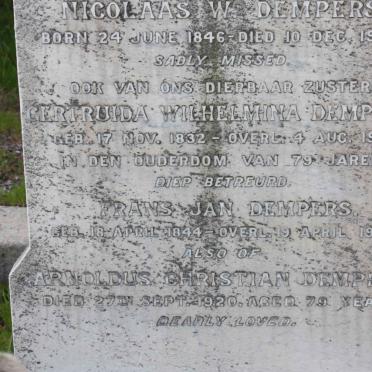 NICOLAAS W. DEMPERS
BORN 24 JUNE 1846 - DIED 10 DEC. 19
SADLY MISSED.
OOK VAN ONS DIERBAAR ZUSTER
GERTRUIDA WILHELMINA DEMP
GEB. 17 NOV. 1832 - OVERL. 4 AUG. 19
IN DEN OUDERDOM VAN 79 JARE
DIEP BETREURD.
FRANS JAN DEMPERS.
GEB. 18 APRIL 1844 - OVERL. 19 APRIL 19
ALSO OF
ARNOLDUS CHRISTIAN DEMPE
DIED 27TH SEPT. 1920. AGED 79 YEA
DEARLY LOVED.